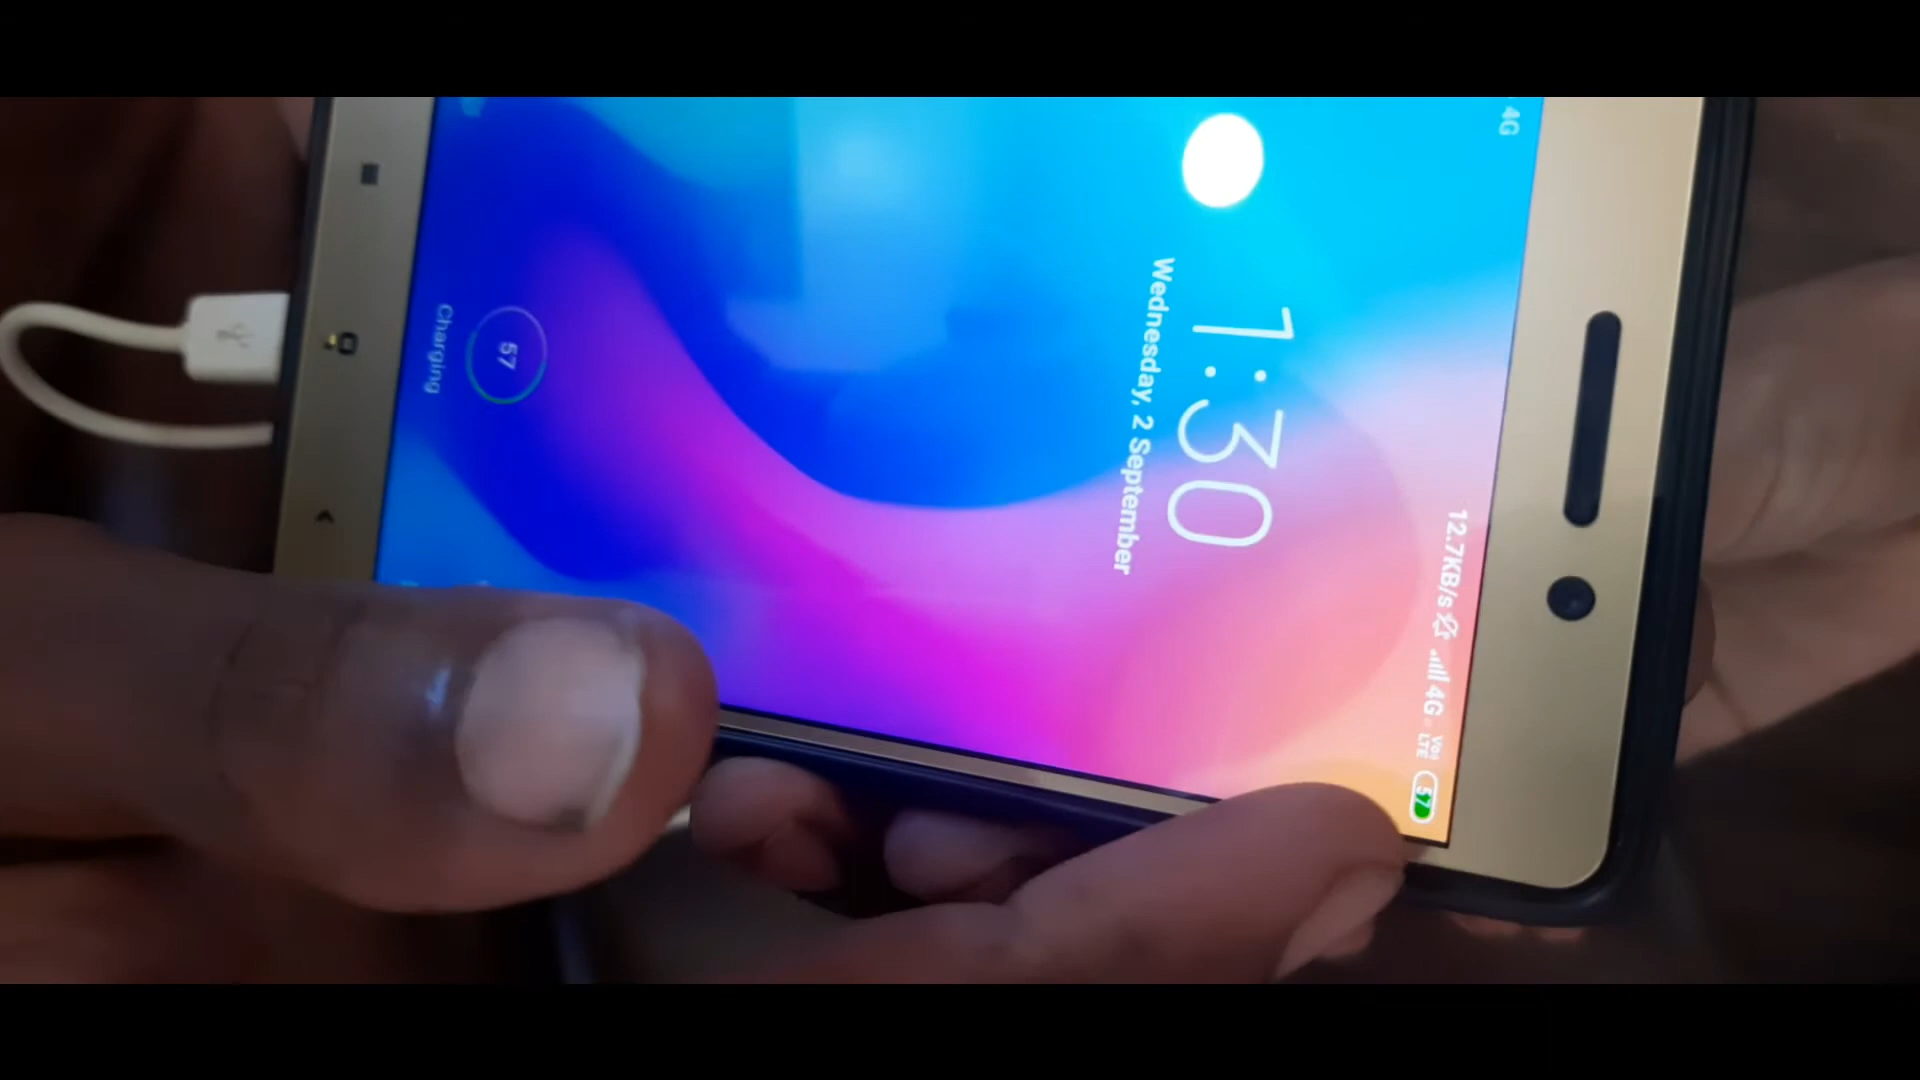 4G
12.7KB/s 4G Vo LTE 57
1:30
Wednesday, 2 September
57
Charging